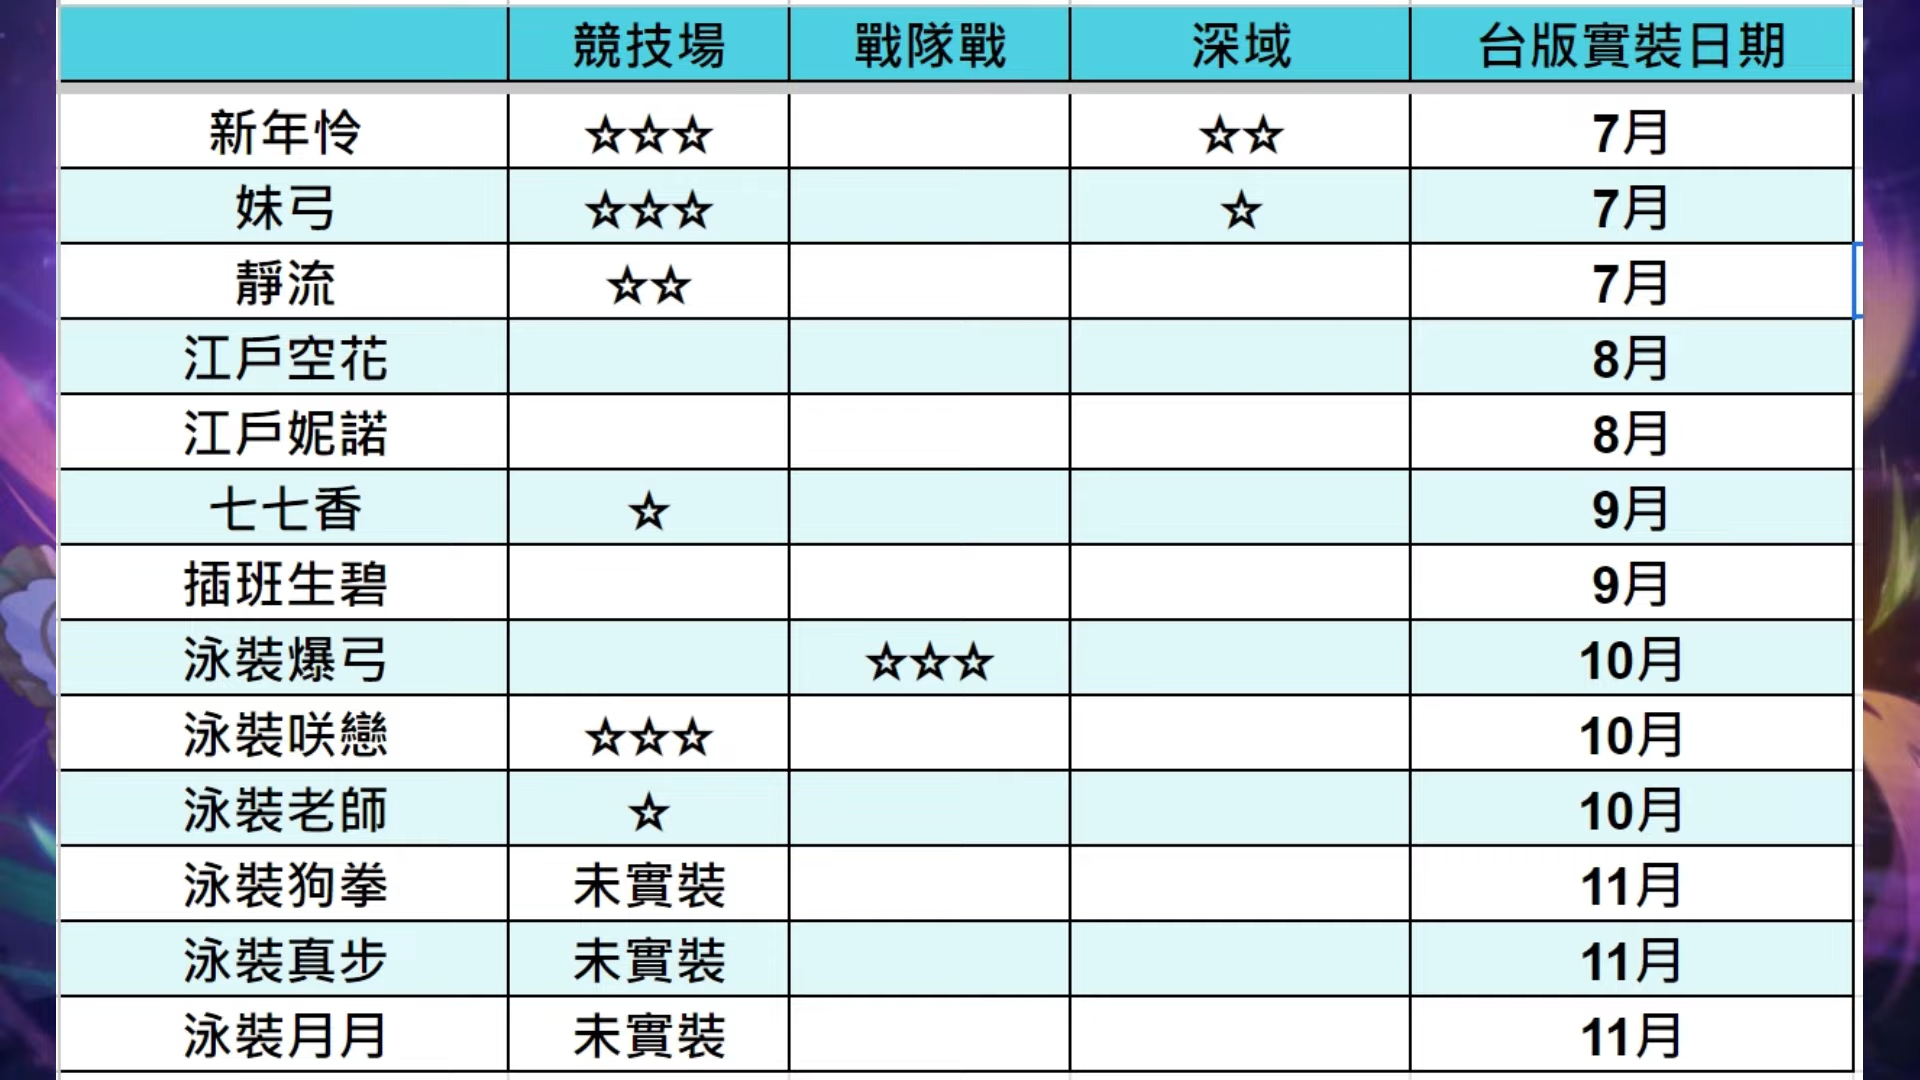 競技場 戰隊戰 深域 台版實裝日期
新年怜 ☆☆☆ ☆☆ 7月
妹弓 ☆☆☆ ☆ 7月
靜流 ☆☆ 7月
江戶空花 8月
江戶妮諾 8月
七七香 ☆ 9月
插班生碧 9月
泳裝爆弓 ☆☆☆ 10月
泳裝咲戀 ☆☆☆ 10月
泳裝老師 ☆ 10月
泳裝狗拳 未實裝 11月
泳裝真步 未實裝 11月
泳裝月月 未實裝 11月